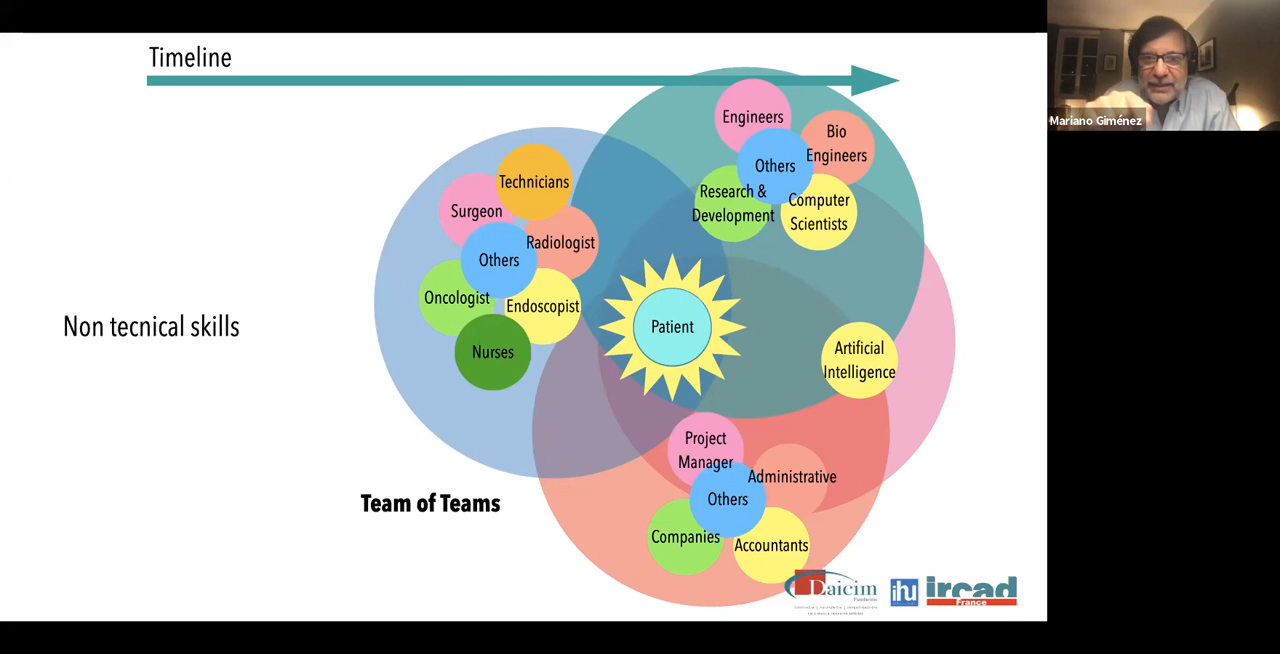 Timeline
Mariano Giménez
Engineers
Bio
Engineers
Others
Research &
Development
Computer
Scientists
Technicians
Surgeon
Radiologist
Others
Oncologist
Endoscopist
Nurses
Non tecnical skills
Patient
Artificial
Intelligence
Project
Manager
Administrative
Others
Companies
Accountants
Team of Teams
Daicim
Fundación
ihu
ircad
France